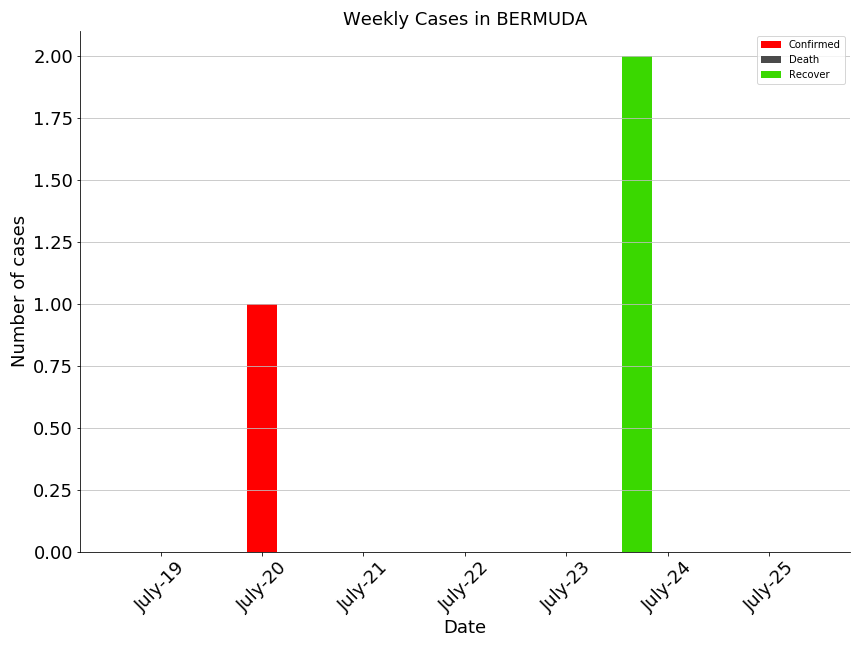 Weekly Cases in BERMUDA
Confirmed
Death
Recover
Number of cases
2.00
1.75
1.50
1.25
1.00
0.75
0.50
0.25
0.00
July-19 July-20 July-21 July-22 July-23 July-24 July-25
Date